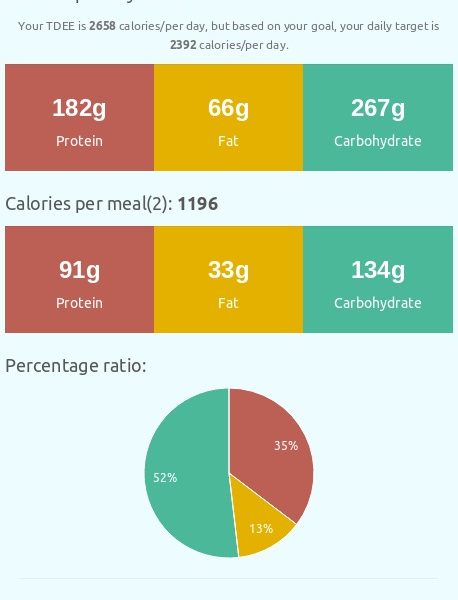 Your TDEE is 2658 calories/per day, but based on your goal, your daily target is
2392 calories/per day.
182g 66g 267g
Protein Fat Carbohydrate
Calories per meal(2): 1196
91g 33g 134g
Protein Fat Carbohydrate
Percentage ratio:
35%
52%
13%